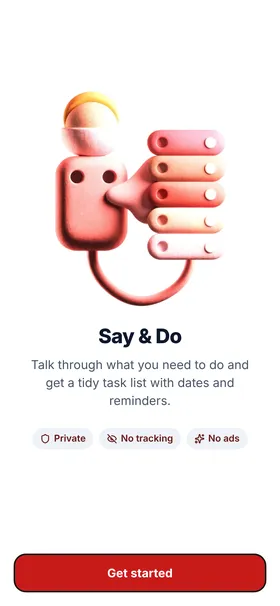 Say & Do
Talk through what you need to do and
get a tidy task list with dates and
reminders.
Private
No tracking
No ads
Get started